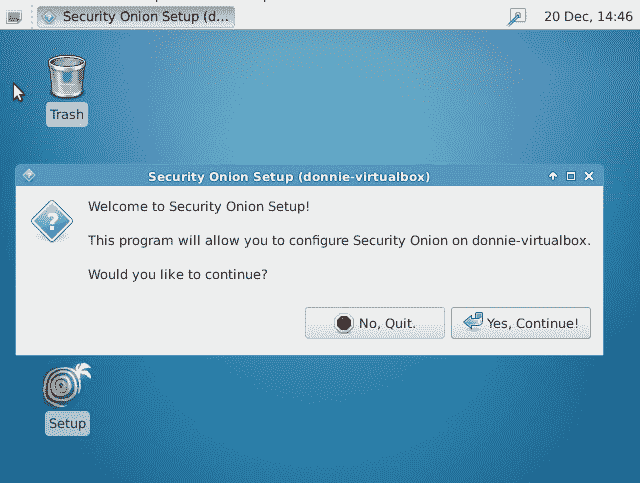 Security Onion Setup (d...
20 Dec, 14:46
Trash
Security Onion Setup (donnie-virtualbox)
Welcome to Security Onion Setup!
This program will allow you to configure Security Onion on donnie-virtualbox.
Would you like to continue?
No, Quit.
Yes, Continue!
Setup